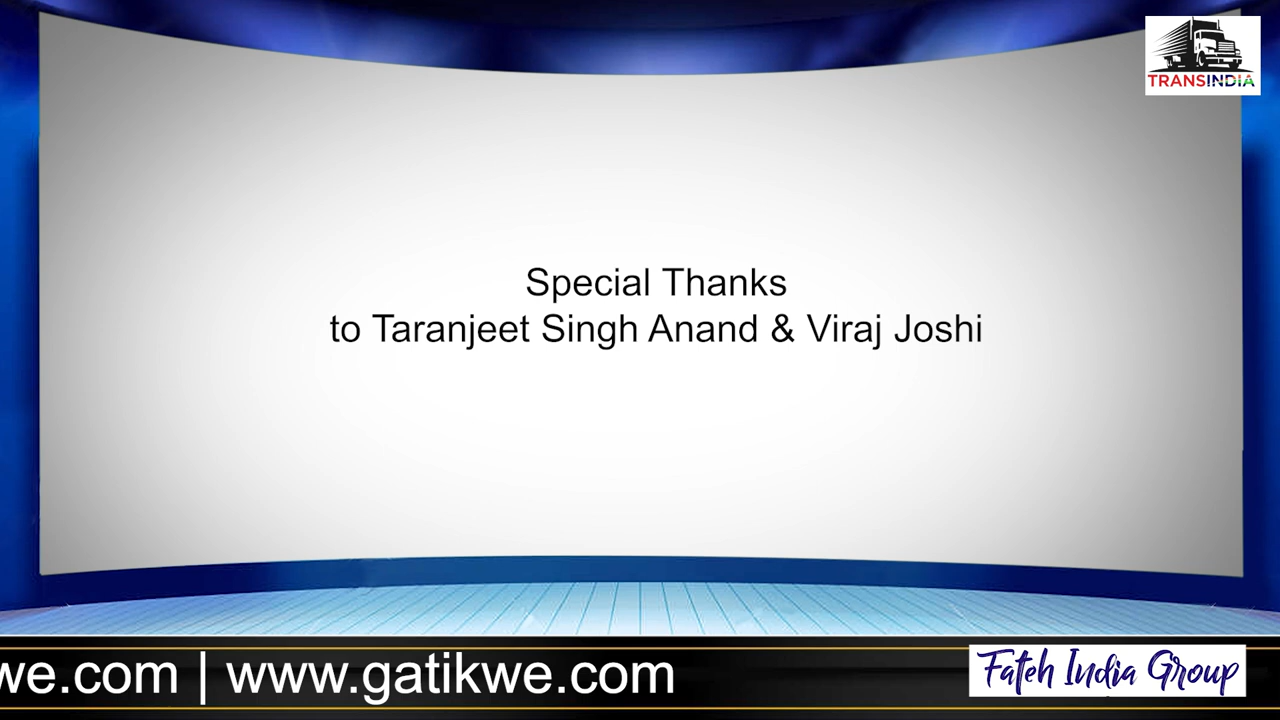 TRANSINDIA
Special Thanks
to Taranjeet Singh Anand & Viraj Joshi
we.com | www.gatikwe.com
Fateh India Group